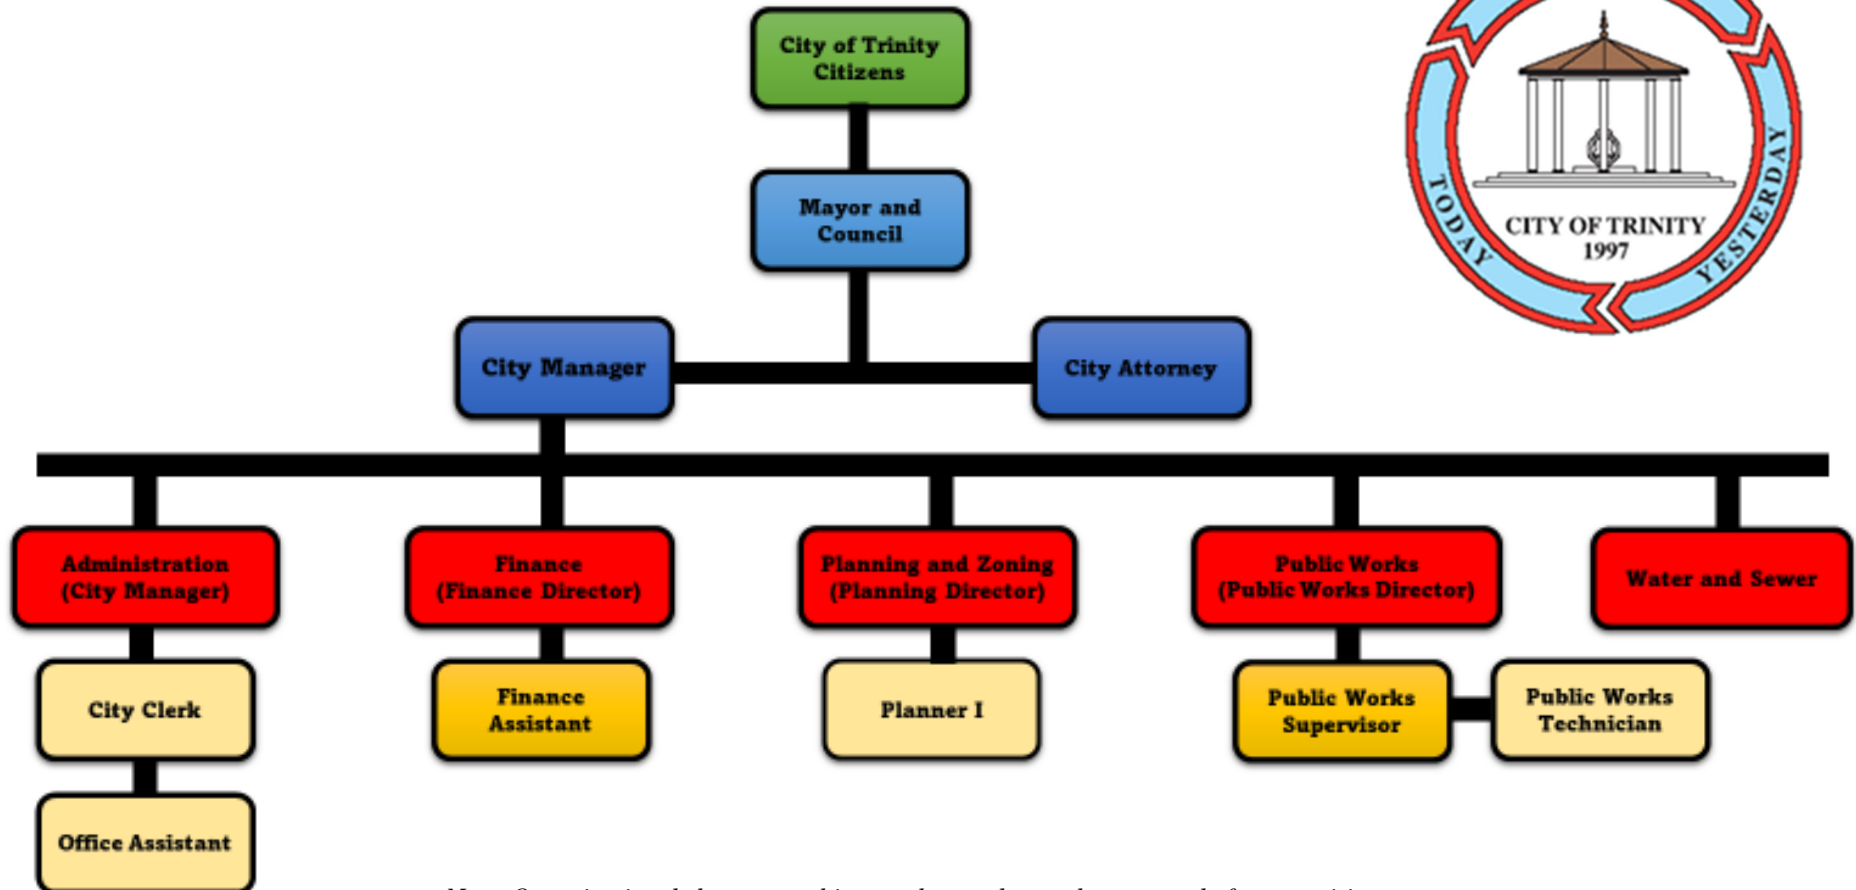 City of Trinity
Citizens
Mayor and
Council
City Manager
City Attorney
TODAY
YESTERDAY
CITY OF TRINITY
1997
Administration
(City Manager)
Finance
(Finance Director)
Planning and Zoning
(Planning Director)
Public Works
(Public Works Director)
Water and Sewer
City Clerk
Finance
Assistant
Planner I
Public Works
Supervisor
Public Works
Technician
Office Assistant